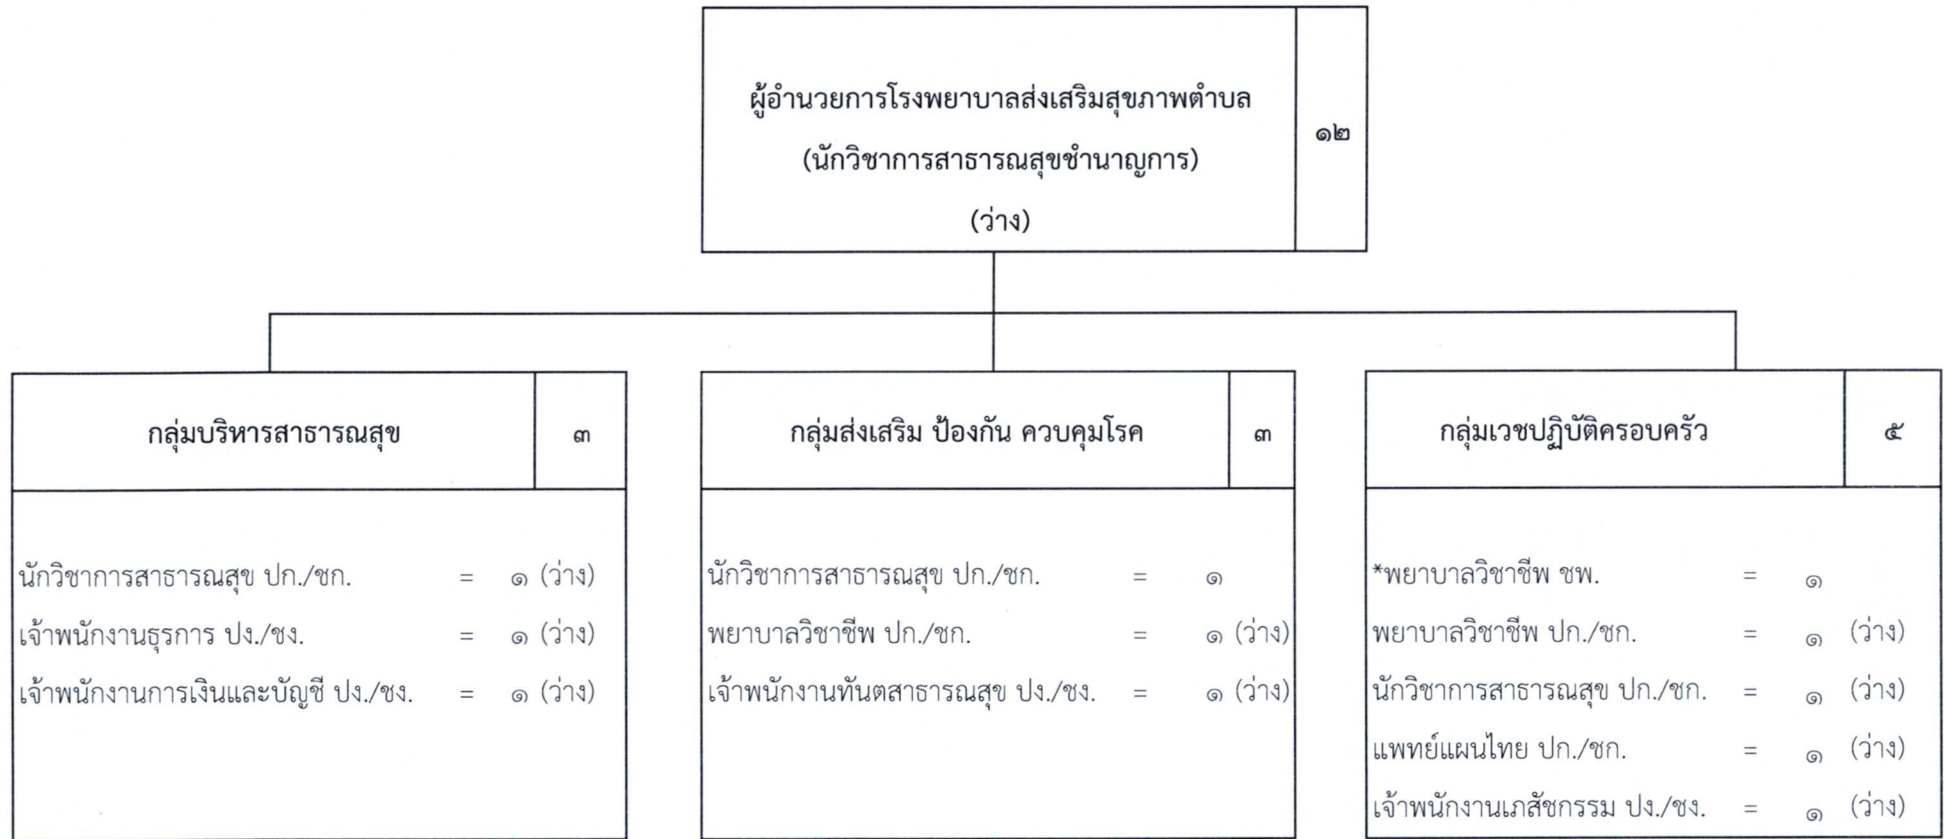 ผู้อำนวยการโรงพยาบาลส่งเสริมสุขภาพตำบล
(นักวิชาการสาธารณสุขชำนาญการ)
(ว่าง)
๑๒
กลุ่มบริหารสาธารณสุข ๓
นักวิชาการสาธารณสุข ปก./ชก. = ๑ (ว่าง)
เจ้าพนักงานธุรการ ปง./ชง. = ๑ (ว่าง)
เจ้าพนักงานการเงินและบัญชี ปง./ชง. = ๑ (ว่าง)
กลุ่มส่งเสริม ป้องกัน ควบคุมโรค ๓
นักวิชาการสาธารณสุข ปก./ชก. = ๑
พยาบาลวิชาชีพ ปก./ชก. = ๑ (ว่าง)
เจ้าพนักงานทันตสาธารณสุข ปง./ชง. = ๑ (ว่าง)
กลุ่มเวชปฏิบัติครอบครัว ๕
*พยาบาลวิชาชีพ ชพ. = ๑
พยาบาลวิชาชีพ ปก./ชก. = ๑ (ว่าง)
นักวิชาการสาธารณสุข ปก./ชก. = ๑ (ว่าง)
แพทย์แผนไทย ปก./ชก. = ๑ (ว่าง)
เจ้าพนักงานเภสัชกรรม ปง./ชง. = ๑ (ว่าง)